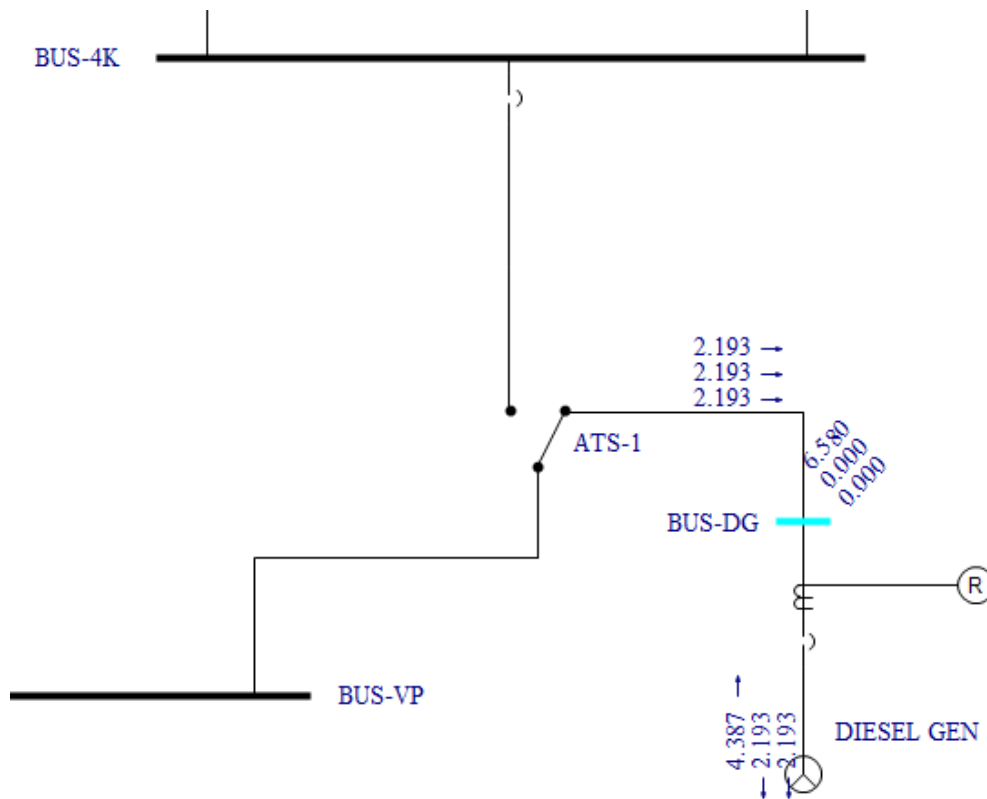 BUS-4K
2.193 →
2.193 →
2.193 →
ATS-1
6.580
0.000
0.000
BUS-DG
R
BUS-VP
4.387 →
←2.193
←2.193
DIESEL GEN